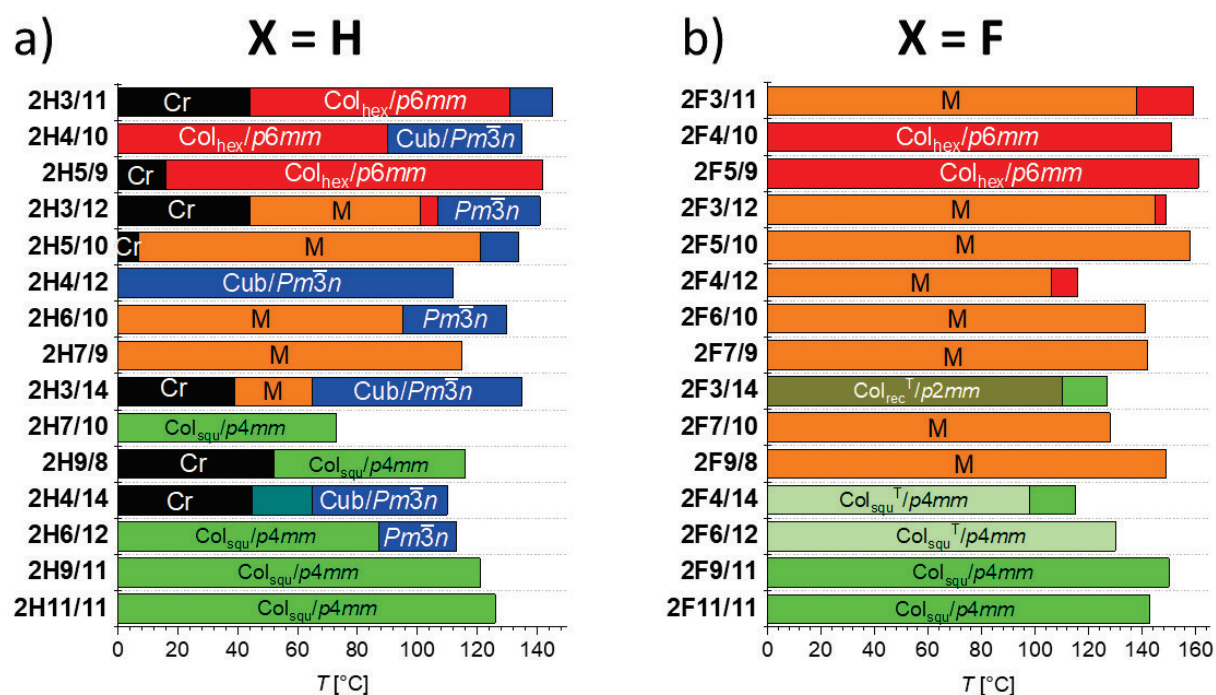 a) X = H
2H3/11 Cr Colhex/p6mm
2H4/10 Colhex/p6mm Cub/Pm3̅n
2H5/9 Cr Colhex/p6mm
2H3/12 Cr M Pm3̅n
2H5/10 Cr M
2H4/12 Cub/Pm3̅n
2H6/10 M Pm3̅n
2H7/9 M
2H3/14 Cr M Cub/Pm3̅n
2H7/10 Colsqu/p4mm
2H9/8 Cr Colsqu/p4mm
2H4/14 Cr Cub/Pm3̅n
2H6/12 Colsqu/p4mm Pm3̅n
2H9/11 Colsqu/p4mm
2H11/11 Colsqu/p4mm
0 20 40 60 80 100 120 140
T [°C]
b) X = F
2F3/11 M
2F4/10 Colhex/p6mm
2F5/9 Colhex/p6mm
2F3/12 M
2F5/10 M
2F4/12 M
2F6/10 M
2F7/9 M
2F3/14 ColrecT/p2mm
2F7/10 M
2F9/8 M
2F4/14 ColsquT/p4mm
2F6/12 ColsquT/p4mm
2F9/11 Colsqu/p4mm
2F11/11 Colsqu/p4mm
0 20 40 60 80 100 120 140 160
T [°C]